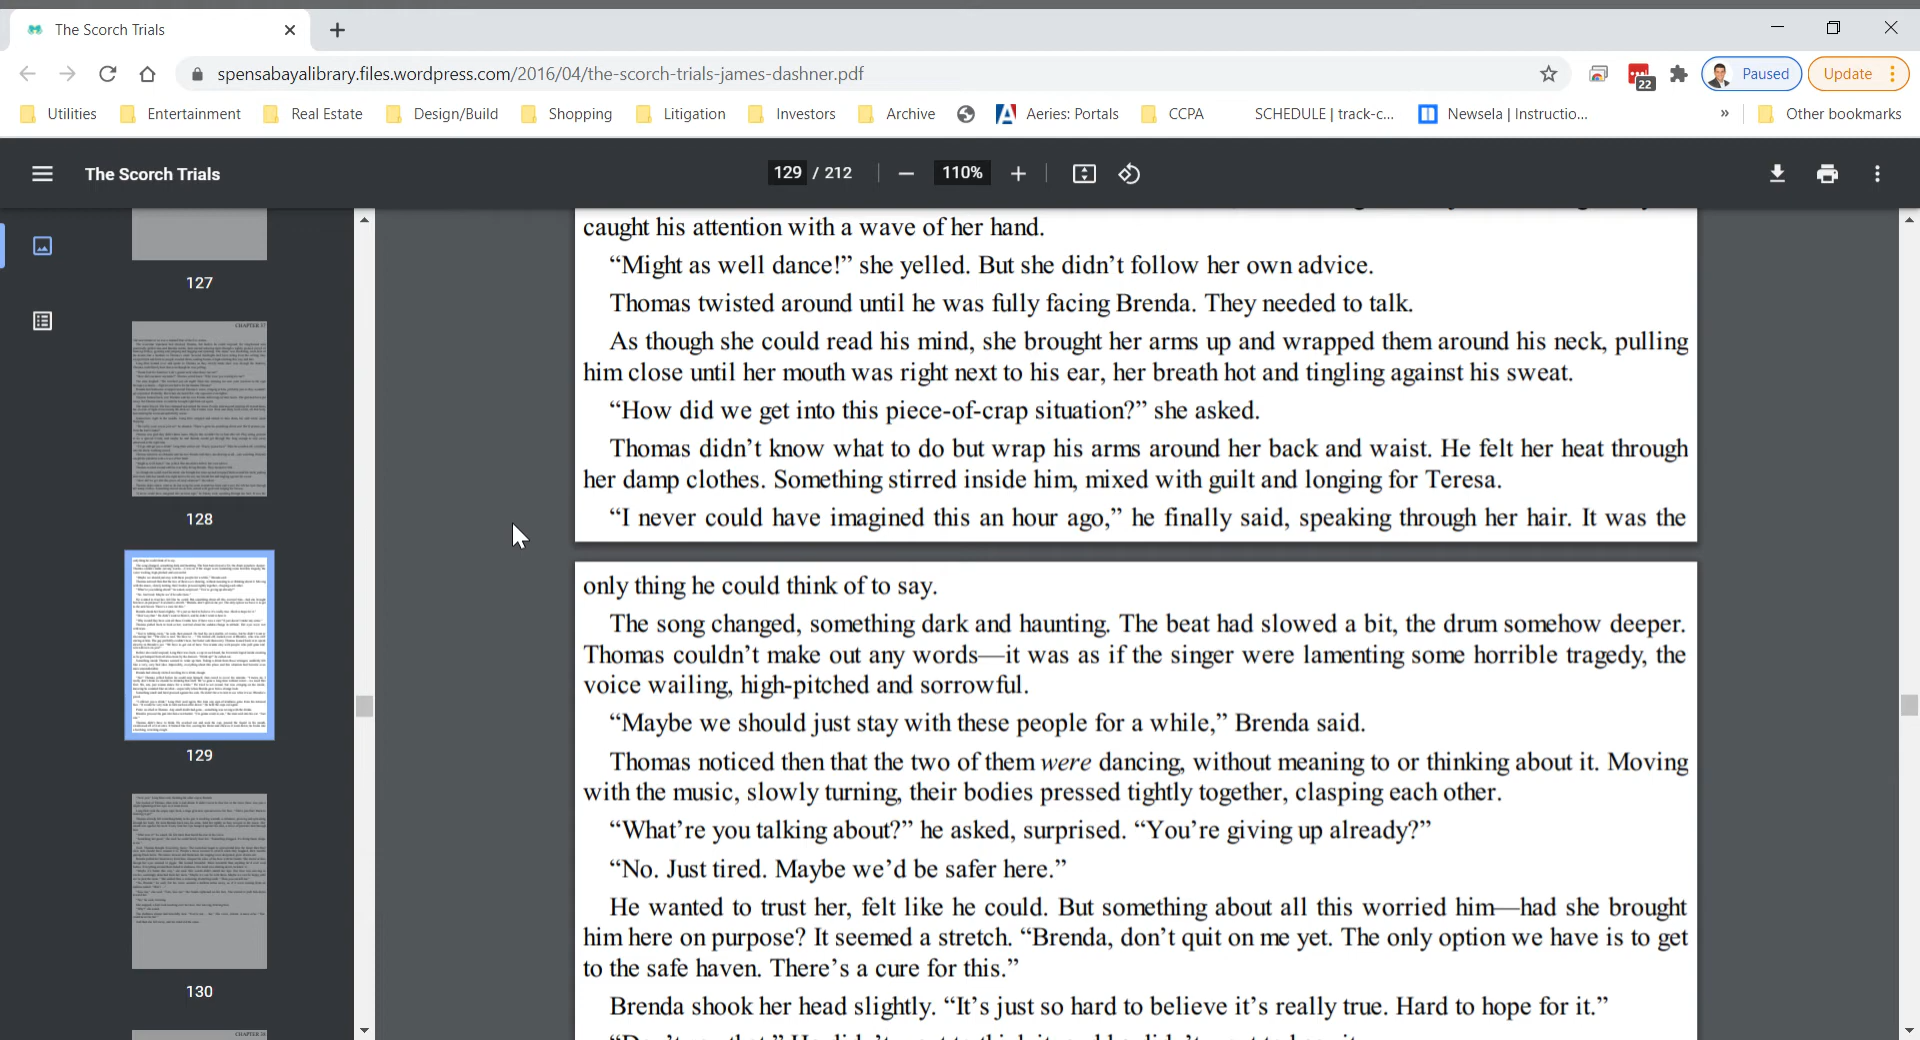 The Scorch Trials
spensabayalibrary.files.wordpress.com/2016/04/the-scorch-trials-james-dashner.pdf
22
Paused
Update
Utilities
Entertainment
Real Estate
Design/Build
Shopping
Litigation
Investors
Archive
Aeries: Portals
CCPA
SCHEDULE | track-c...
Newsela | Instructio...
»
Other bookmarks
The Scorch Trials
129 / 212
110%
127
CHAPTER 37
128
129
130
caught his attention with a wave of her hand.
“Might as well dance!” she yelled. But she didn’t follow her own advice.
Thomas twisted around until he was fully facing Brenda. They needed to talk.
As though she could read his mind, she brought her arms up and wrapped them around his neck, pulling
him close until her mouth was right next to his ear, her breath hot and tingling against his sweat.
“How did we get into this piece-of-crap situation?” she asked.
Thomas didn’t know what to do but wrap his arms around her back and waist. He felt her heat through
her damp clothes. Something stirred inside him, mixed with guilt and longing for Teresa.
“I never could have imagined this an hour ago,” he finally said, speaking through her hair. It was the
only thing he could think of to say.
The song changed, something dark and haunting. The beat had slowed a bit, the drum somehow deeper.
Thomas couldn’t make out any words—it was as if the singer were lamenting some horrible tragedy, the
voice wailing, high-pitched and sorrowful.
“Maybe we should just stay with these people for a while,” Brenda said.
Thomas noticed then that the two of them were dancing, without meaning to or thinking about it. Moving
with the music, slowly turning, their bodies pressed tightly together, clasping each other.
“What’re you talking about?” he asked, surprised. “You’re giving up already?”
“No. Just tired. Maybe we’d be safer here.”
He wanted to trust her, felt like he could. But something about all this worried him—had she brought
him here on purpose? It seemed a stretch. “Brenda, don’t quit on me yet. The only option we have is to get
to the safe haven. There’s a cure for this.”
Brenda shook her head slightly. “It’s just so hard to believe it’s really true. Hard to hope for it.”